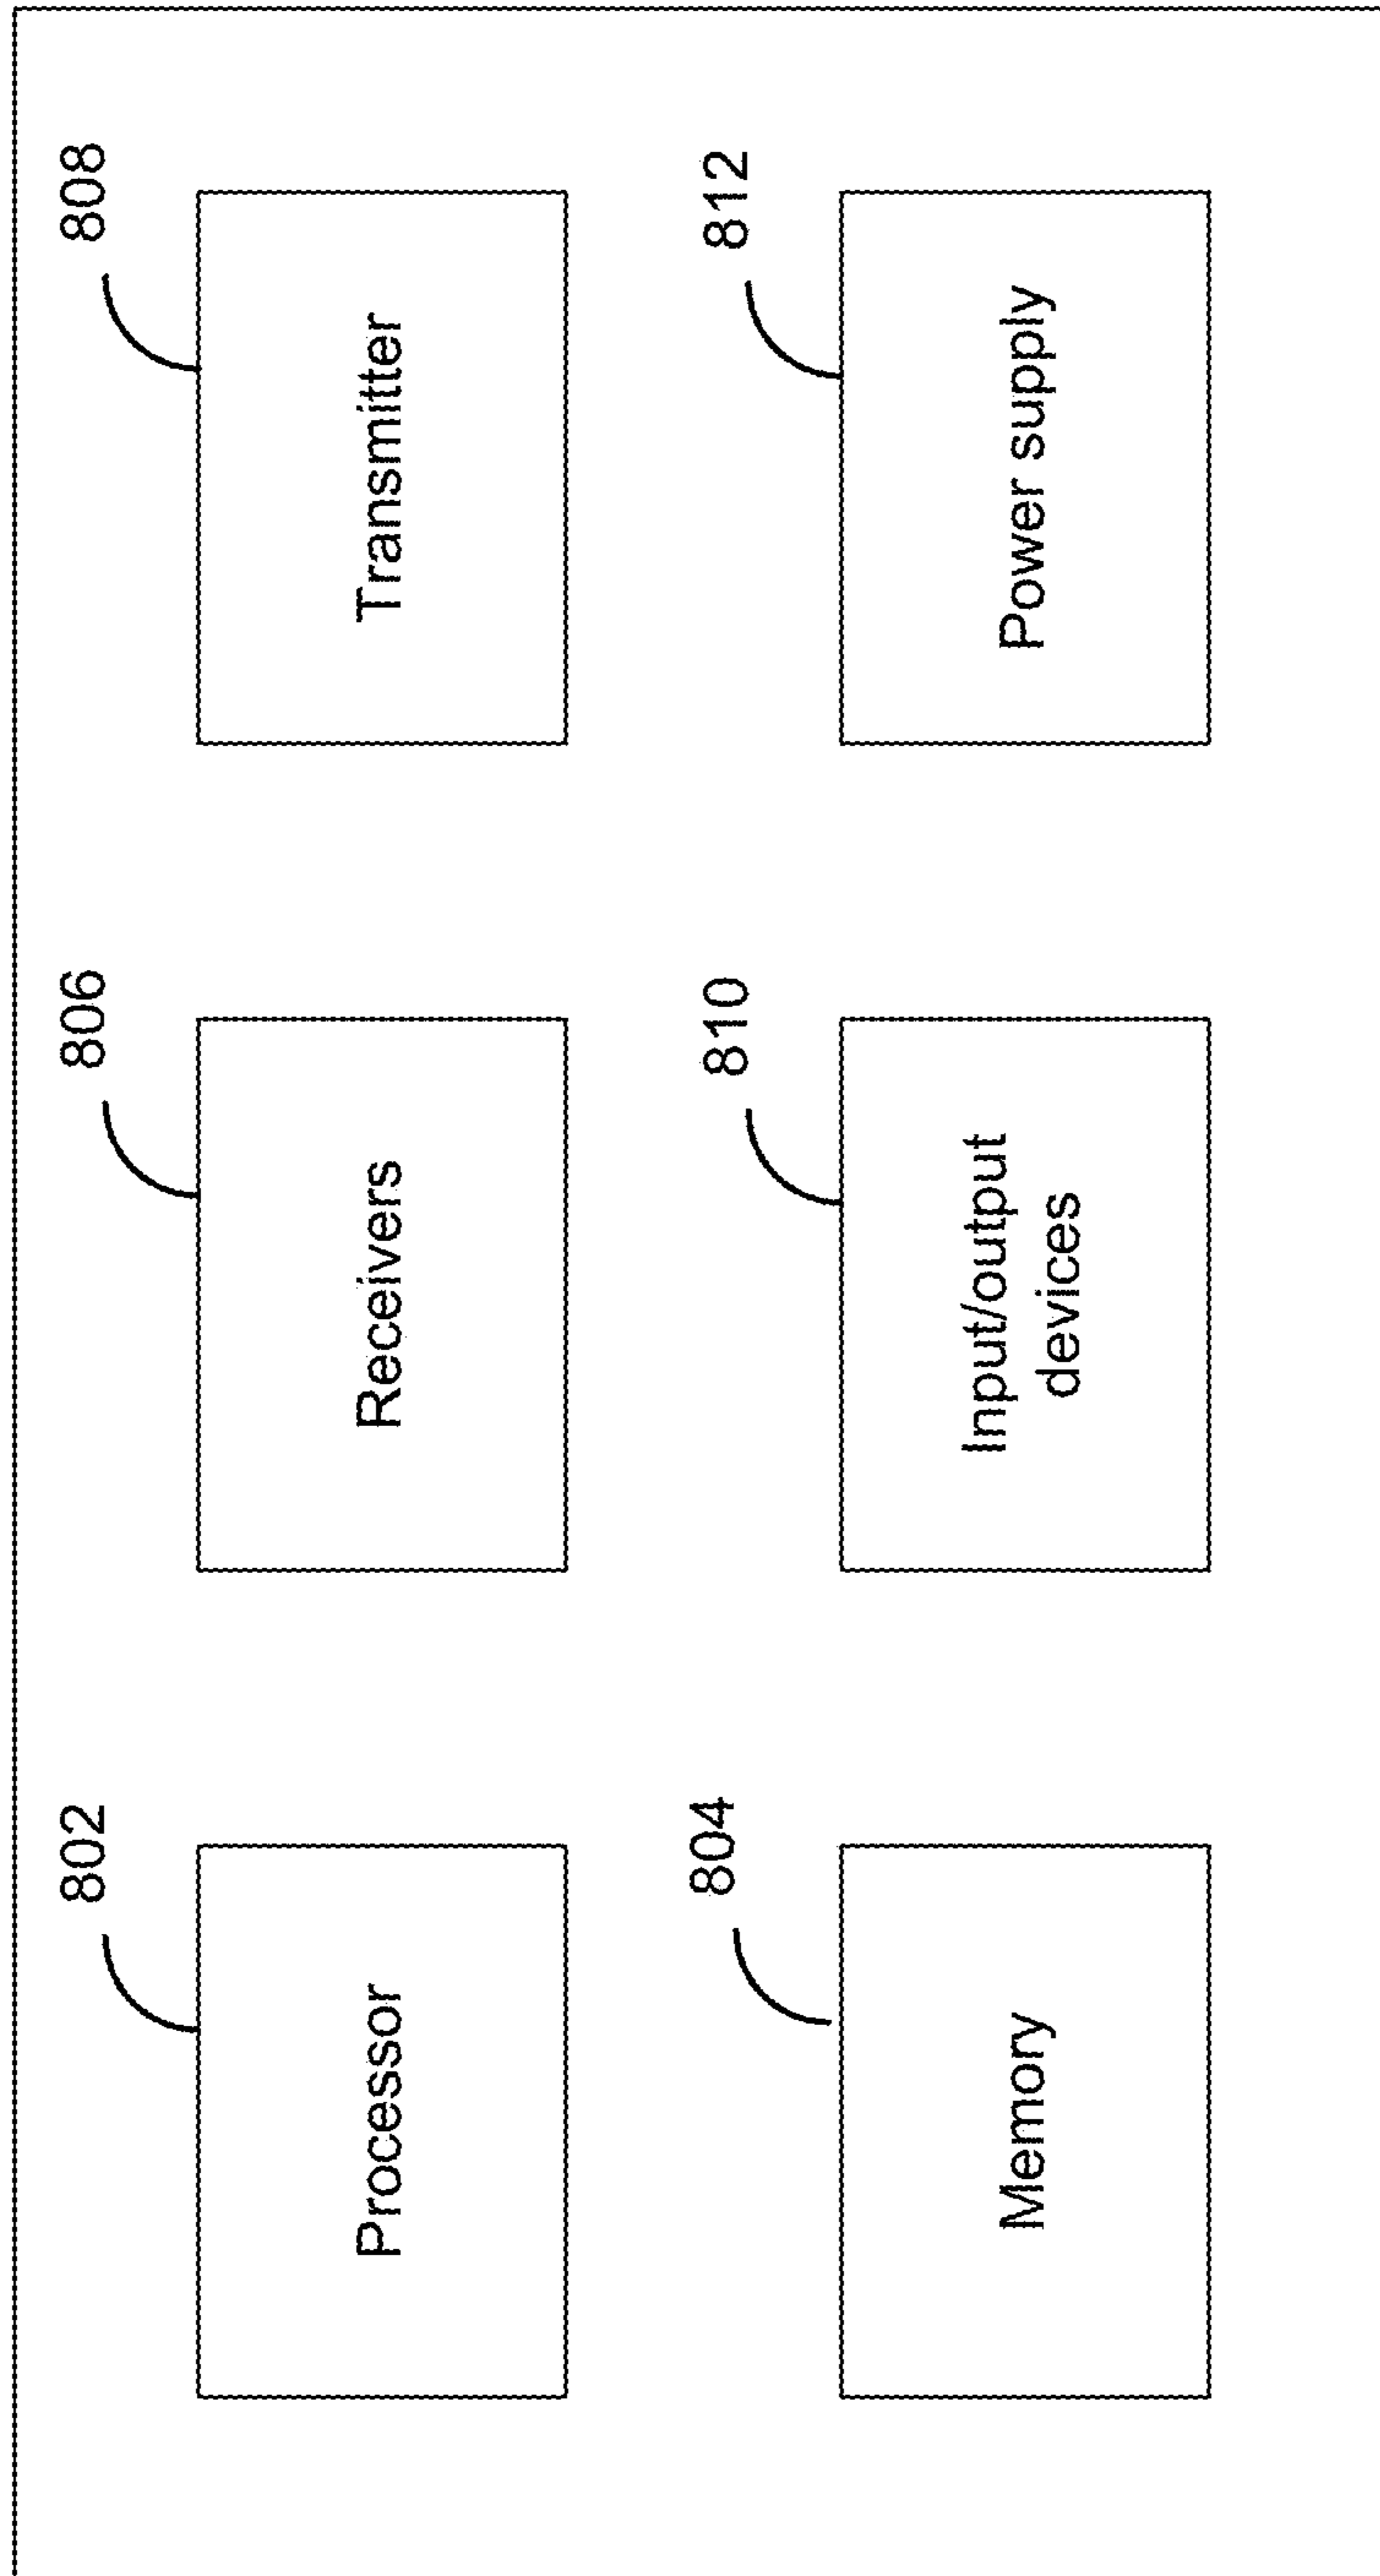 802
Processor
806
Receivers
808
Transmitter
804
Memory
810
Input/output
devices
812
Power supply